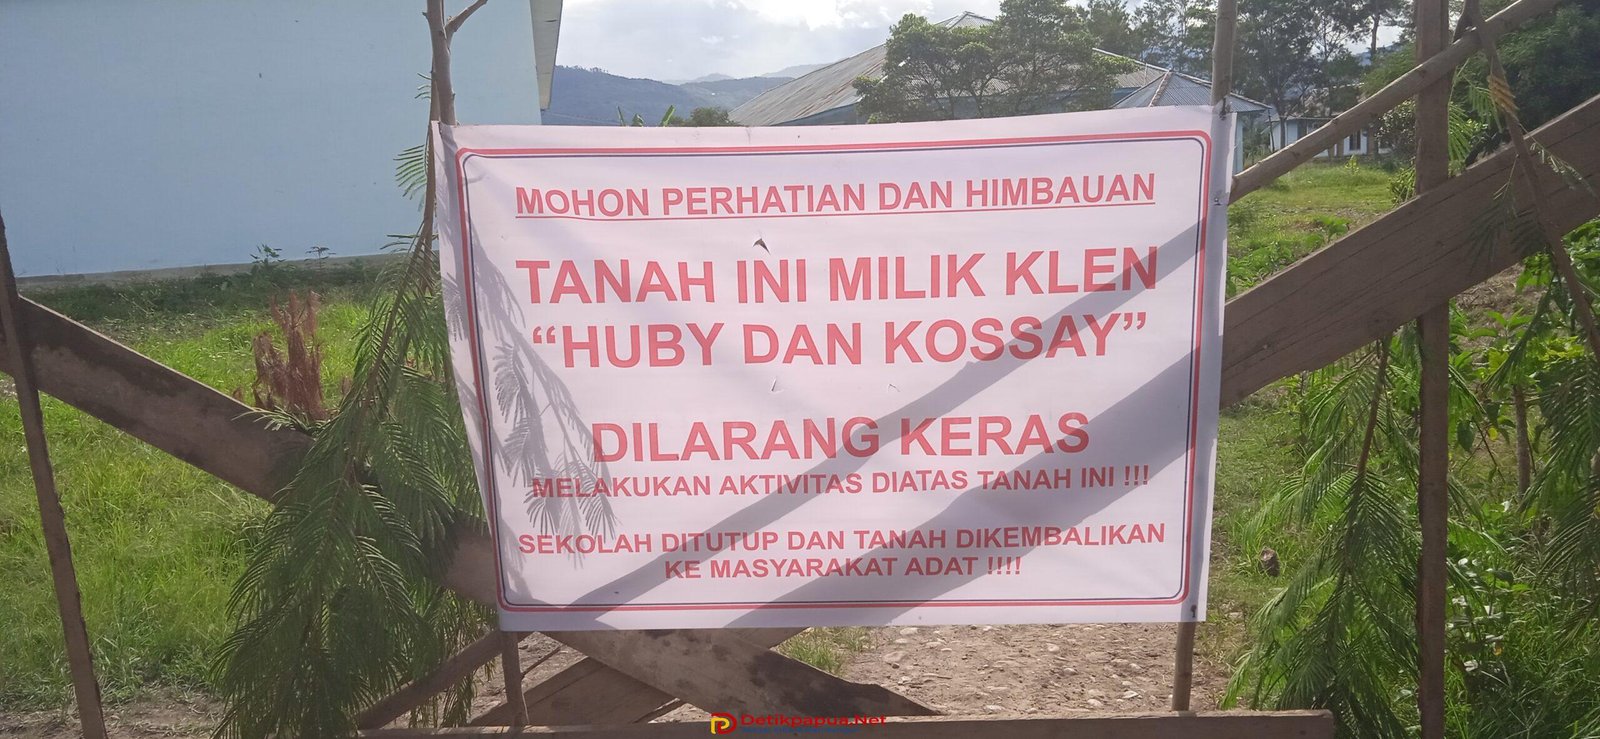 MOHON PERHATIAN DAN HIMBAUAN
TANAH INI MILIK KLEN
“HUBY DAN KOSSAY”
DILARANG KERAS
MELAKUKAN AKTIVITAS DIATAS TANAH INI !!!
SEKOLAH DITUTUP DAN TANAH DIKEMBALIKAN
KE MASYARAKAT ADAT !!!!
Detikpapua.Net